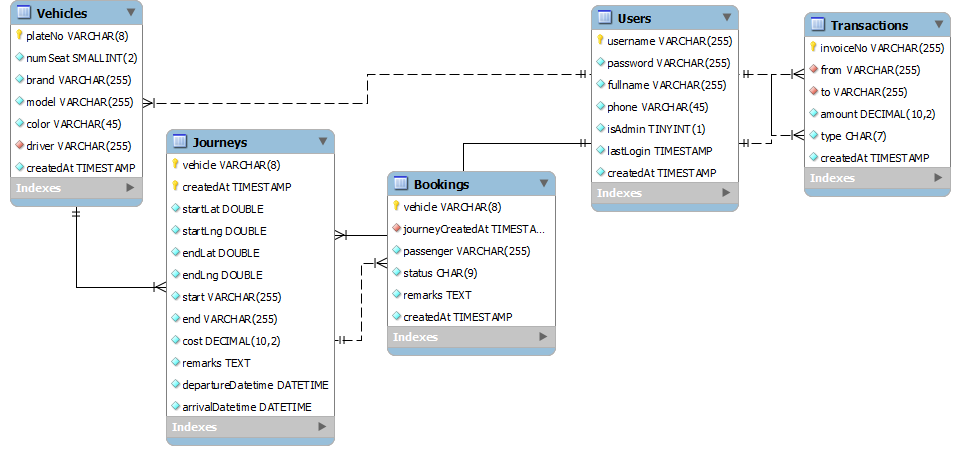 Vehicles
plateNo VARCHAR(8)
numSeat SMALLINT(2)
brand VARCHAR(255)
model VARCHAR(255)
color VARCHAR(45)
driver VARCHAR(255)
createdAt TIMESTAMP
Indexes
Journeys
vehicle VARCHAR(8)
createdAt TIMESTAMP
startLat DOUBLE
startLng DOUBLE
endLat DOUBLE
endLng DOUBLE
start VARCHAR(255)
end VARCHAR(255)
cost DECIMAL(10,2)
remarks TEXT
departureDatetime DATETIME
arrivalDatetime DATETIME
Indexes
Bookings
vehicle VARCHAR(8)
journeyCreatedAt TIMESTA...
passenger VARCHAR(255)
status CHAR(9)
remarks TEXT
createdAt TIMESTAMP
Indexes
Users
username VARCHAR(255)
password VARCHAR(255)
fullname VARCHAR(255)
phone VARCHAR(45)
isAdmin TINYINT(1)
lastLogin TIMESTAMP
createdAt TIMESTAMP
Indexes
Transactions
invoiceNo VARCHAR(255)
from VARCHAR(255)
to VARCHAR(255)
amount DECIMAL(10,2)
type CHAR(7)
createdAt TIMESTAMP
Indexes